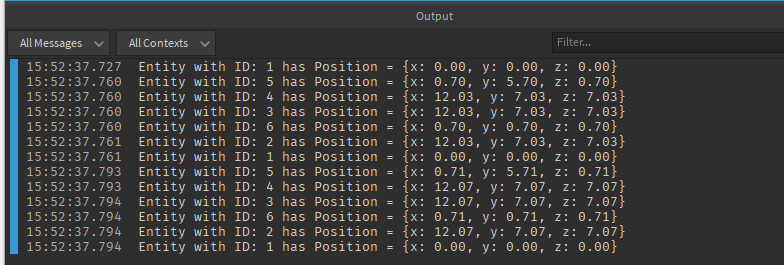 Output
All Messages All Contexts Filter...
15:52:37.727 Entity with ID: 1 has Position = {x: 0.00, y: 0.00, z: 0.00}
15:52:37.760 Entity with ID: 5 has Position = {x: 0.70, y: 5.70, z: 0.70}
15:52:37.760 Entity with ID: 4 has Position = {x: 12.03, y: 7.03, z: 7.03}
15:52:37.760 Entity with ID: 3 has Position = {x: 12.03, y: 7.03, z: 7.03}
15:52:37.760 Entity with ID: 6 has Position = {x: 0.70, y: 0.70, z: 0.70}
15:52:37.761 Entity with ID: 2 has Position = {x: 12.03, y: 7.03, z: 7.03}
15:52:37.761 Entity with ID: 1 has Position = {x: 0.00, y: 0.00, z: 0.00}
15:52:37.793 Entity with ID: 5 has Position = {x: 0.71, y: 5.71, z: 0.71}
15:52:37.793 Entity with ID: 4 has Position = {x: 12.07, y: 7.07, z: 7.07}
15:52:37.794 Entity with ID: 3 has Position = {x: 12.07, y: 7.07, z: 7.07}
15:52:37.794 Entity with ID: 6 has Position = {x: 0.71, y: 0.71, z: 0.71}
15:52:37.794 Entity with ID: 2 has Position = {x: 12.07, y: 7.07, z: 7.07}
15:52:37.794 Entity with ID: 1 has Position = {x: 0.00, y: 0.00, z: 0.00}